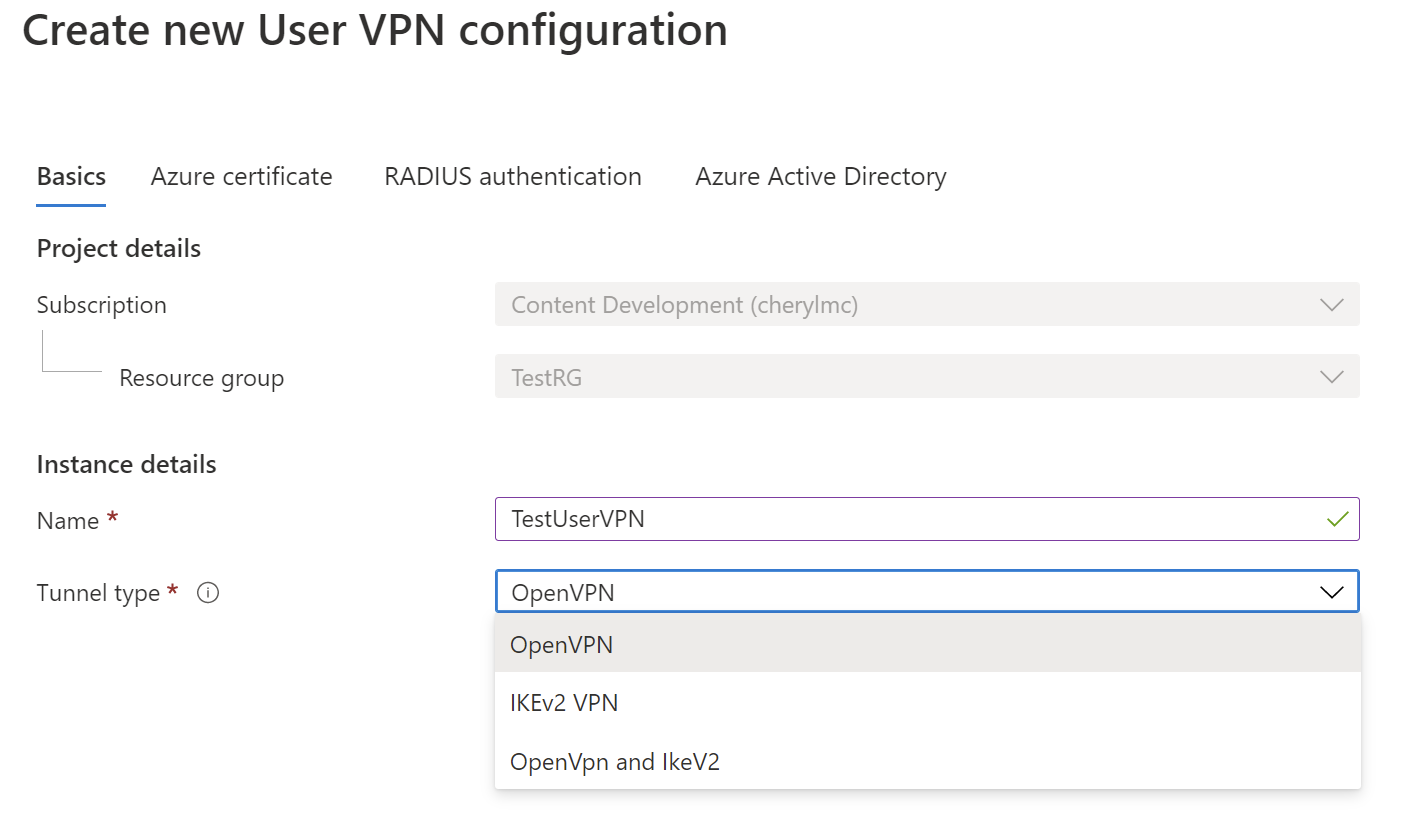 Create new User VPN configuration
Basics Azure certificate RADIUS authentication Azure Active Directory
Project details
Subscription Content Development (cherylmc)
Resource group TestRG
Instance details
Name * TestUserVPN
Tunnel type * OpenVPN
OpenVPN
IKEv2 VPN
OpenVpn and IkeV2